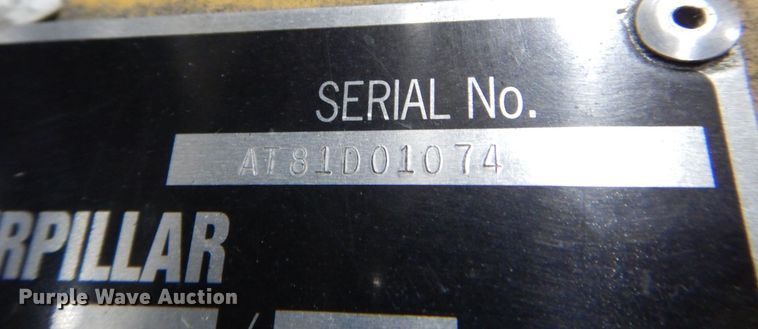 SERIAL No.
AT81D01074
RPILLAR
Purple Wave Auction